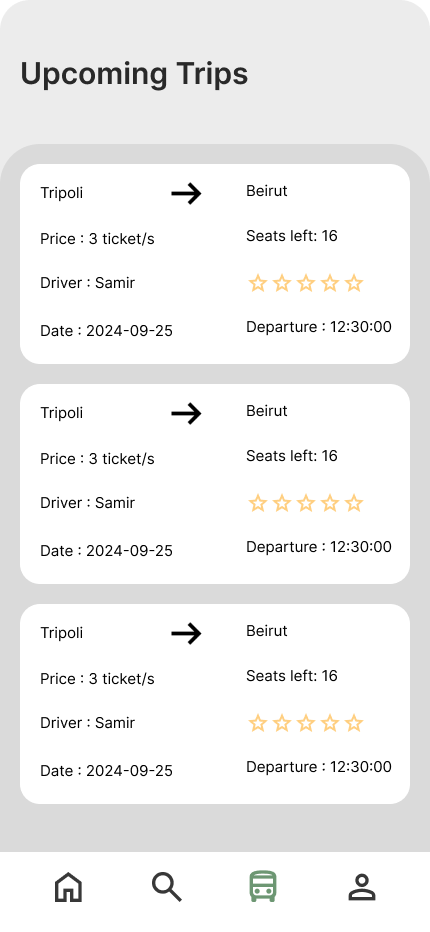 Upcoming Trips
Tripoli
Beirut
Price : 3 ticket/s
Seats left: 16
Driver : Samir
Date : 2024-09-25
Departure : 12:30:00
Tripoli
Beirut
Price : 3 ticket/s
Seats left: 16
Driver : Samir
Date : 2024-09-25
Departure : 12:30:00
Tripoli
Beirut
Price : 3 ticket/s
Seats left: 16
Driver : Samir
Date : 2024-09-25
Departure : 12:30:00